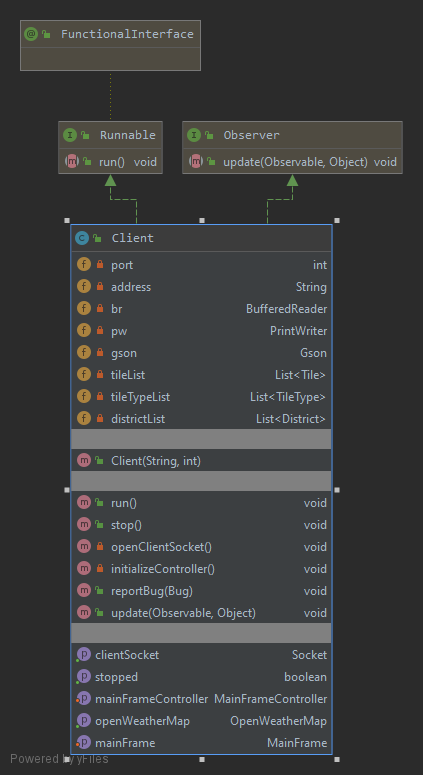 FunctionalInterface
Runnable
run() void
Observer
update(Observable, Object) void
Client
port int
address String
br BufferedReader
pw PrintWriter
gson Gson
tileList List<Tile>
tileTypeList List<TileType>
districtList List<District>
Client(String, int)
run() void
stop() void
openClientSocket() void
initializeController() void
reportBug(Bug) void
update(Observable, Object) void
clientSocket Socket
stopped boolean
mainFrameController MainFrameController
openWeatherMap OpenWeatherMap
mainFrame MainFrame
Powered by yFiles